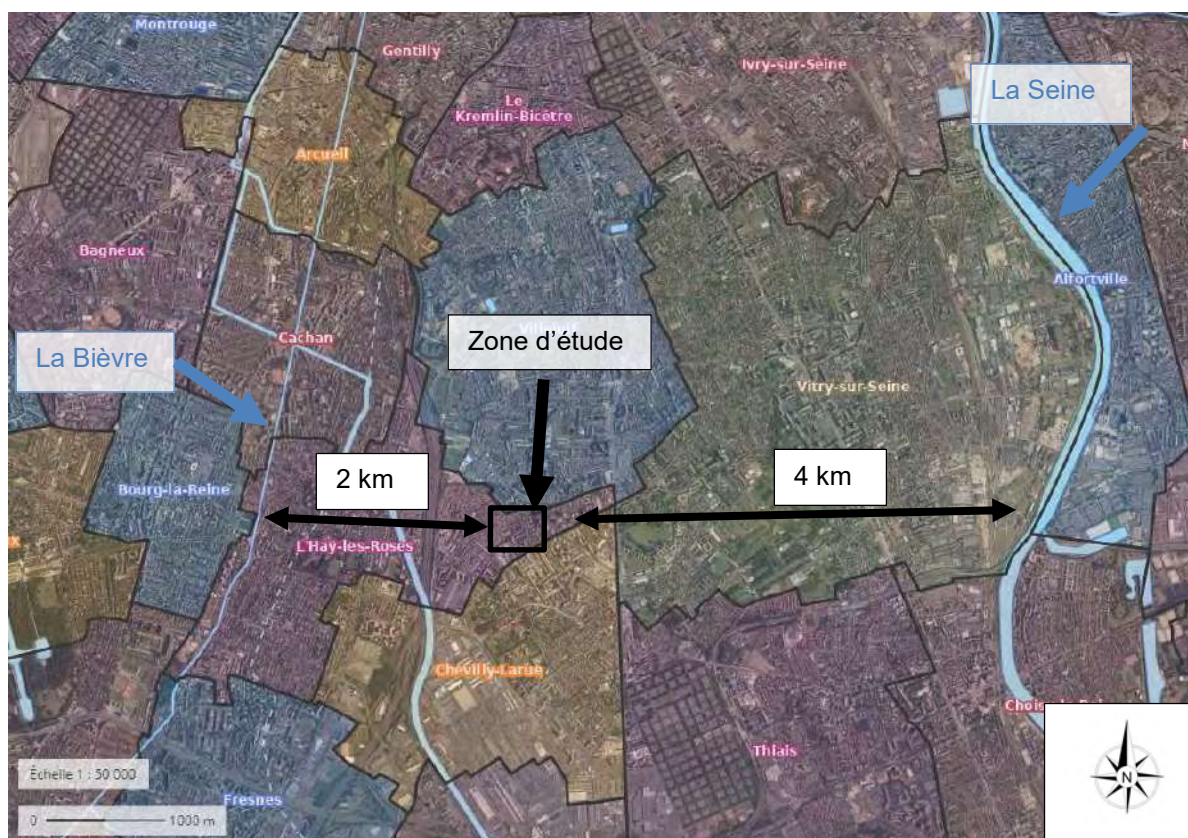 Montrouge
Gentilly
Ivry-sur-Seine
La Seine
Le
Kremlin-Bicêtre
Arcueil
Bagneux
Alfortville
Cachan
Zone d'étude
La Bièvre
Vitry-sur-Seine
2 km
4 km
Bourg-la-Reine
L'Haÿ-les-Roses
Chevilly-Larue
Thiais
Échelle 1 : 50 000
0
1000 m
Fresnes
N